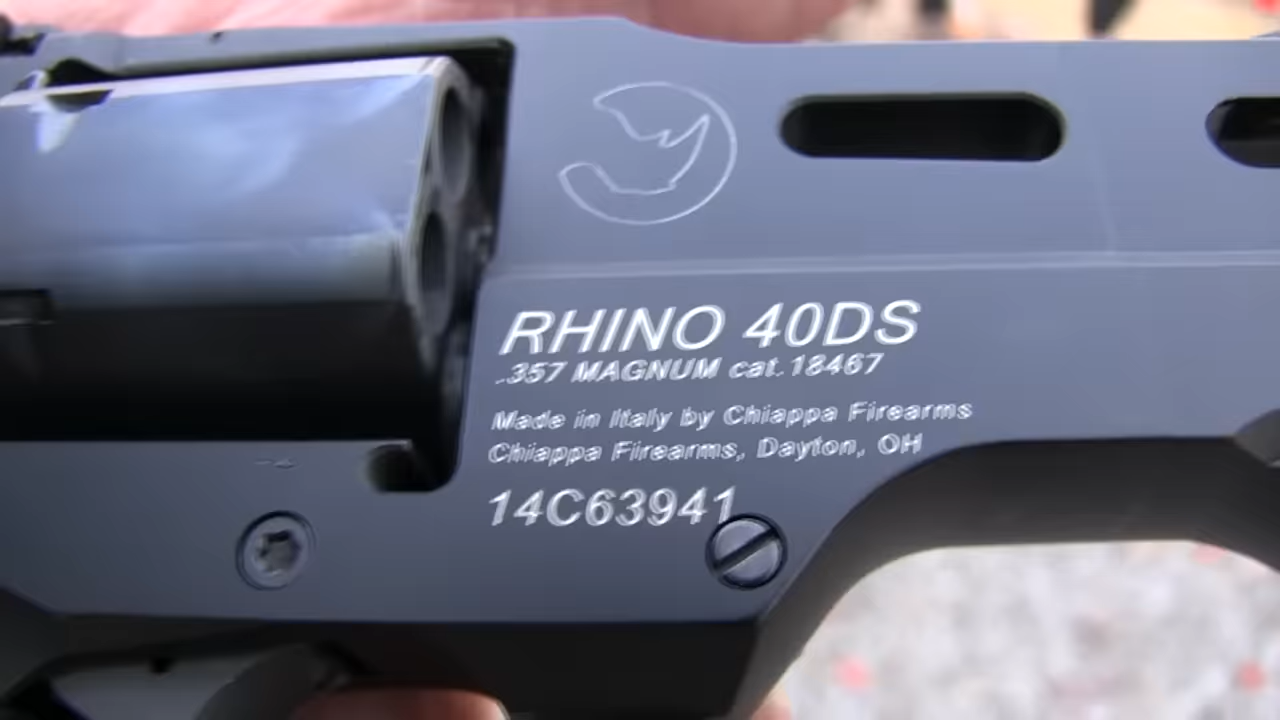 RHINO 40DS
.357 MAGNUM cat.18467
Made in Italy by Chiappa Firearms
Chiappa Firearms, Dayton, OH
14C63941